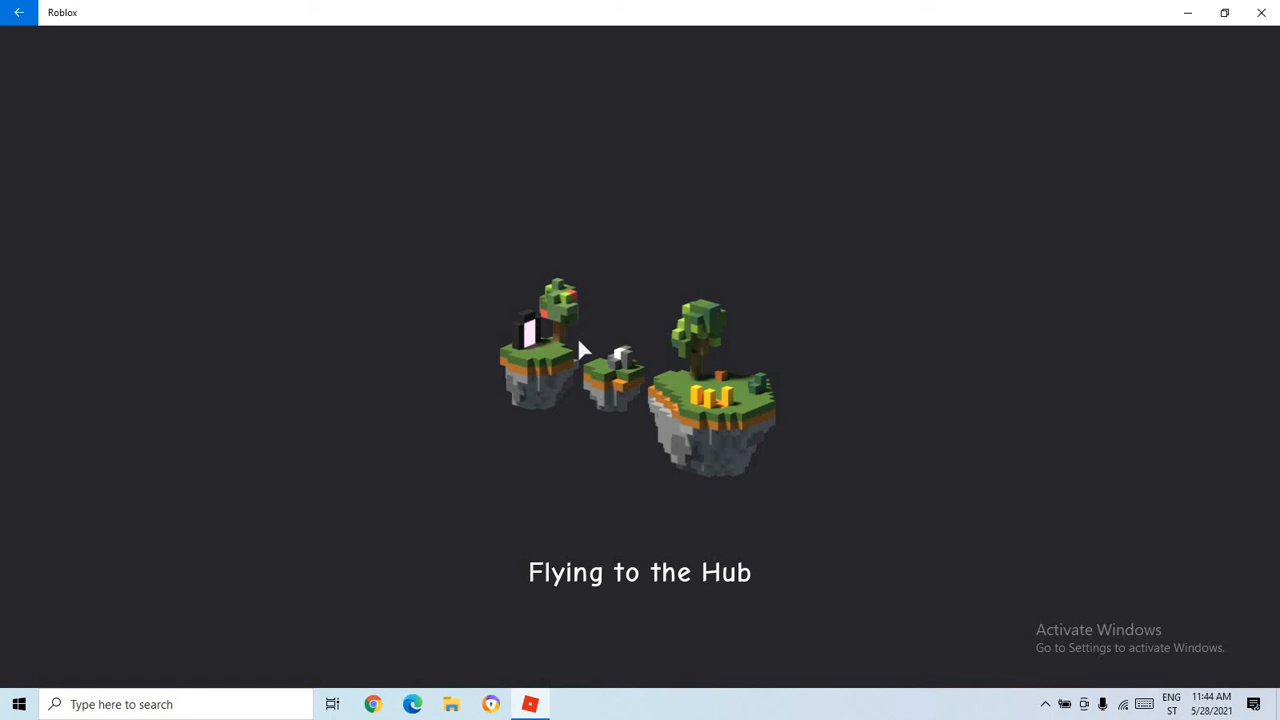 Roblox
Flying to the Hub
Activate Windows
Go to Settings to activate Windows.
Type here to search
ENG
ST
11:44 AM
5/28/2021